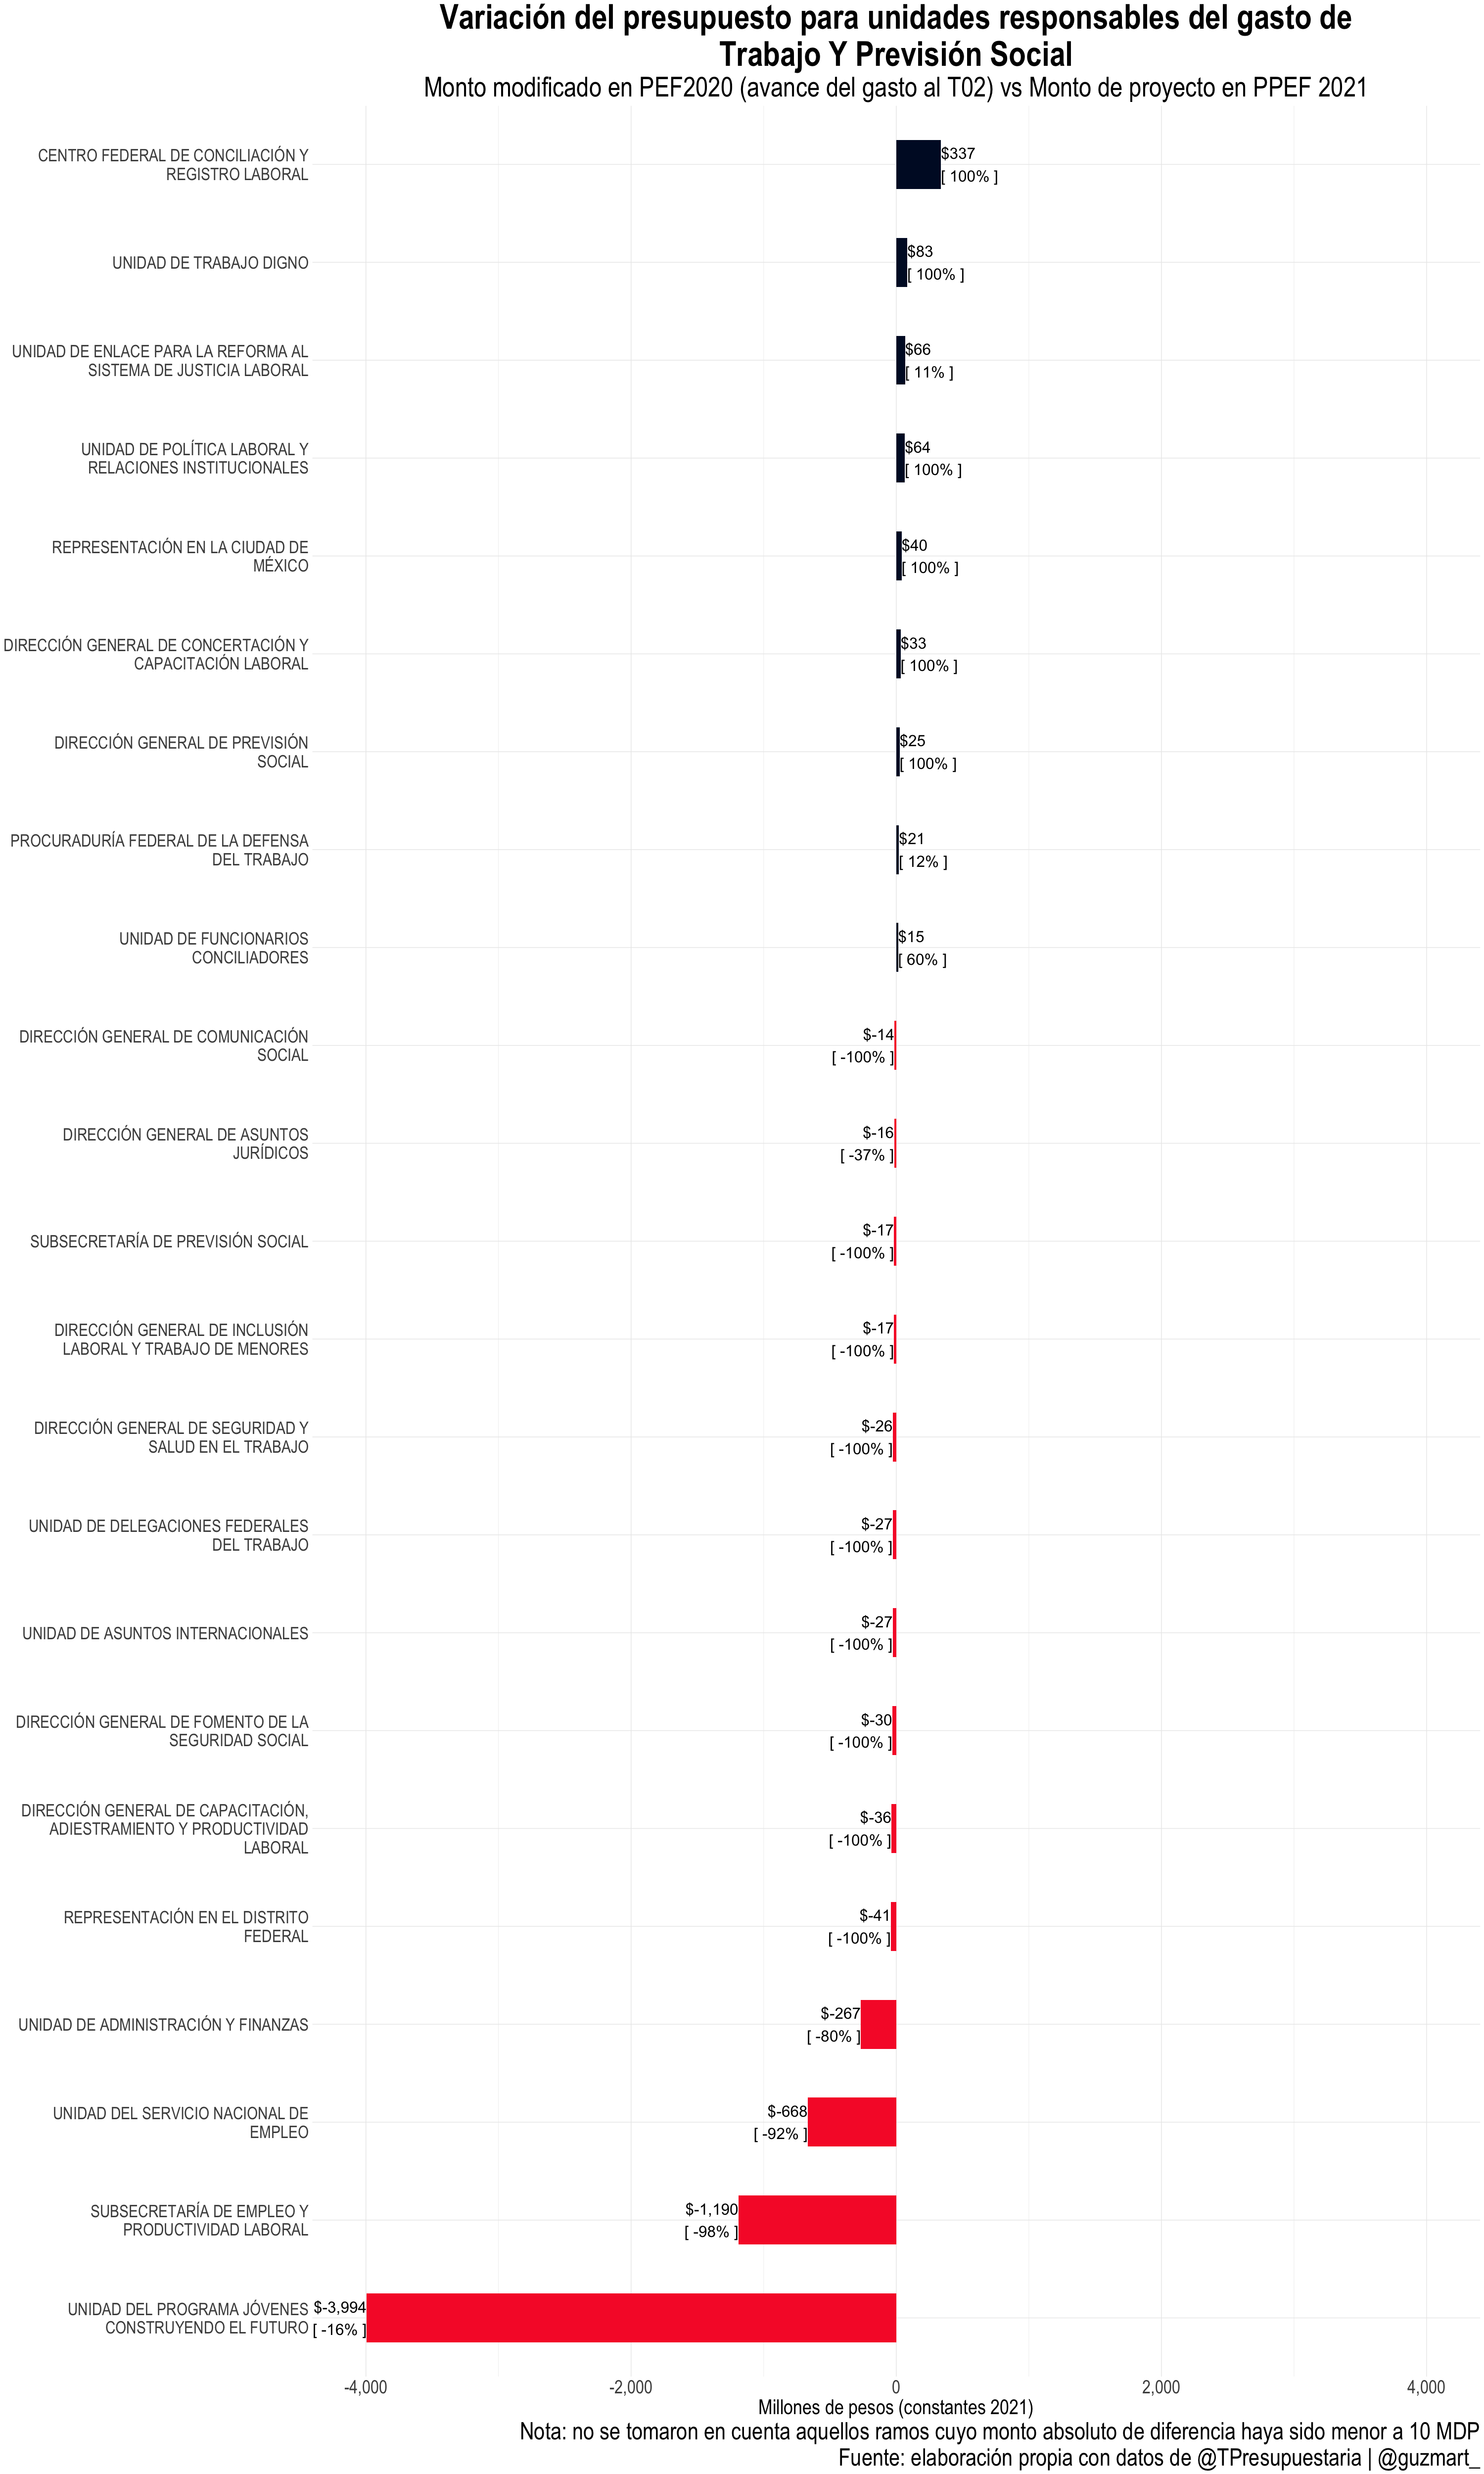 Variación del presupuesto para unidades responsables del gasto de
Trabajo Y Previsión Social
Monto modificado en PEF2020 (avance del gasto al T02) vs Monto de proyecto en PPEF 2021
CENTRO FEDERAL DE CONCILIACIÓN Y
REGISTRO LABORAL
$337
[ 100% ]
UNIDAD DE TRABAJO DIGNO
$83
[ 100% ]
UNIDAD DE ENLACE PARA LA REFORMA AL
SISTEMA DE JUSTICIA LABORAL
$66
[ 11% ]
UNIDAD DE POLÍTICA LABORAL Y
RELACIONES INSTITUCIONALES
$64
[ 100% ]
REPRESENTACIÓN EN LA CIUDAD DE
MÉXICO
$40
[ 100% ]
DIRECCIÓN GENERAL DE CONCERTACIÓN Y
CAPACITACIÓN LABORAL
$33
[ 100% ]
DIRECCIÓN GENERAL DE PREVISIÓN
SOCIAL
$25
[ 100% ]
PROCURADURÍA FEDERAL DE LA DEFENSA
DEL TRABAJO
$21
[ 12% ]
UNIDAD DE FUNCIONARIOS
CONCILIADORES
$15
[ 60% ]
DIRECCIÓN GENERAL DE COMUNICACIÓN
SOCIAL
$-14
[ -100% ]
DIRECCIÓN GENERAL DE ASUNTOS
JURÍDICOS
$-16
[ -37% ]
SUBSECRETARÍA DE PREVISIÓN SOCIAL
$-17
[ -100% ]
DIRECCIÓN GENERAL DE INCLUSIÓN
LABORAL Y TRABAJO DE MENORES
$-17
[ -100% ]
DIRECCIÓN GENERAL DE SEGURIDAD Y
SALUD EN EL TRABAJO
$-26
[ -100% ]
UNIDAD DE DELEGACIONES FEDERALES
DEL TRABAJO
$-27
[ -100% ]
UNIDAD DE ASUNTOS INTERNACIONALES
$-27
[ -100% ]
DIRECCIÓN GENERAL DE FOMENTO DE LA
SEGURIDAD SOCIAL
$-30
[ -100% ]
DIRECCIÓN GENERAL DE CAPACITACIÓN,
ADIESTRAMIENTO Y PRODUCTIVIDAD
LABORAL
$-36
[ -100% ]
REPRESENTACIÓN EN EL DISTRITO
FEDERAL
$-41
[ -100% ]
UNIDAD DE ADMINISTRACIÓN Y FINANZAS
$-267
[ -80% ]
UNIDAD DEL SERVICIO NACIONAL DE
EMPLEO
$-668
[ -92% ]
SUBSECRETARÍA DE EMPLEO Y
PRODUCTIVIDAD LABORAL
$-1,190
[ -98% ]
UNIDAD DEL PROGRAMA JÓVENES
CONSTRUYENDO EL FUTURO
$-3,994
[ -16% ]
-4,000
-2,000
0
2,000
4,000
Millones de pesos (constantes 2021)
Nota: no se tomaron en cuenta aquellos ramos cuyo monto absoluto de diferencia haya sido menor a 10 MDP
Fuente: elaboración propia con datos de @TPresupuestaria | @guzmart_